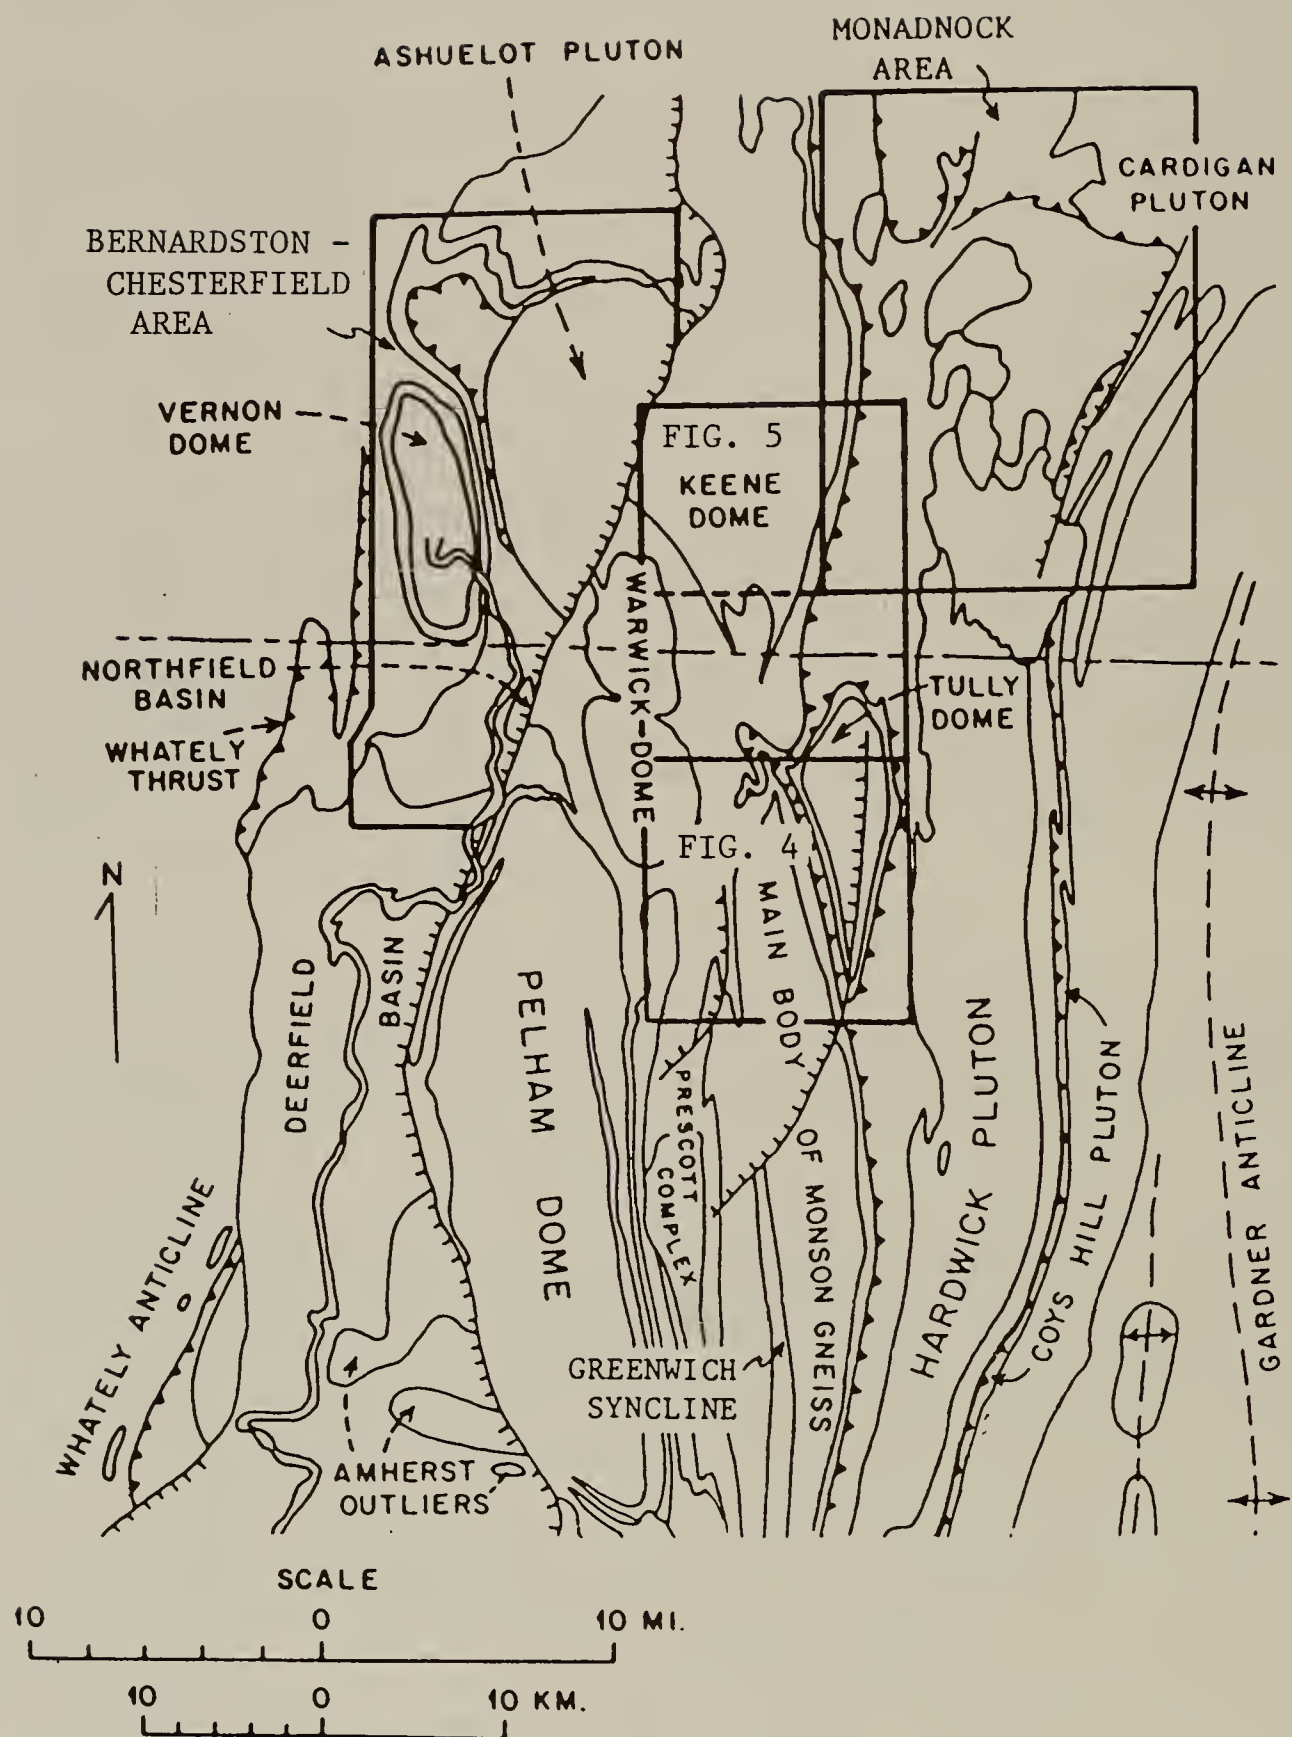 ASHUELOT PLUTON
MONADNOCK
AREA
CARDIGAN
PLUTON
BERNARDSTON -
CHESTERFIELD
AREA
VERNON
DOME
FIG. 5
KEENE
DOME
WARWICK-DOME
NORTHFIELD
BASIN
WHATELY
THRUST
TULLY
DOME
FIG. 4
N
DEERFIELD
BASIN
PELHAM DOME
MAIN BODY
OF MONSON GNEISS
PRESCOTT
COMPLEX
HARDWICK PLUTON
COYS HILL PLUTON
GARDNER ANTICLINE
WHATELY ANTICLINE
GREENWICH
SYNCLINE
AMHERST
OUTLIERS
SCALE
10 0 10 MI.
10 0 10 KM.